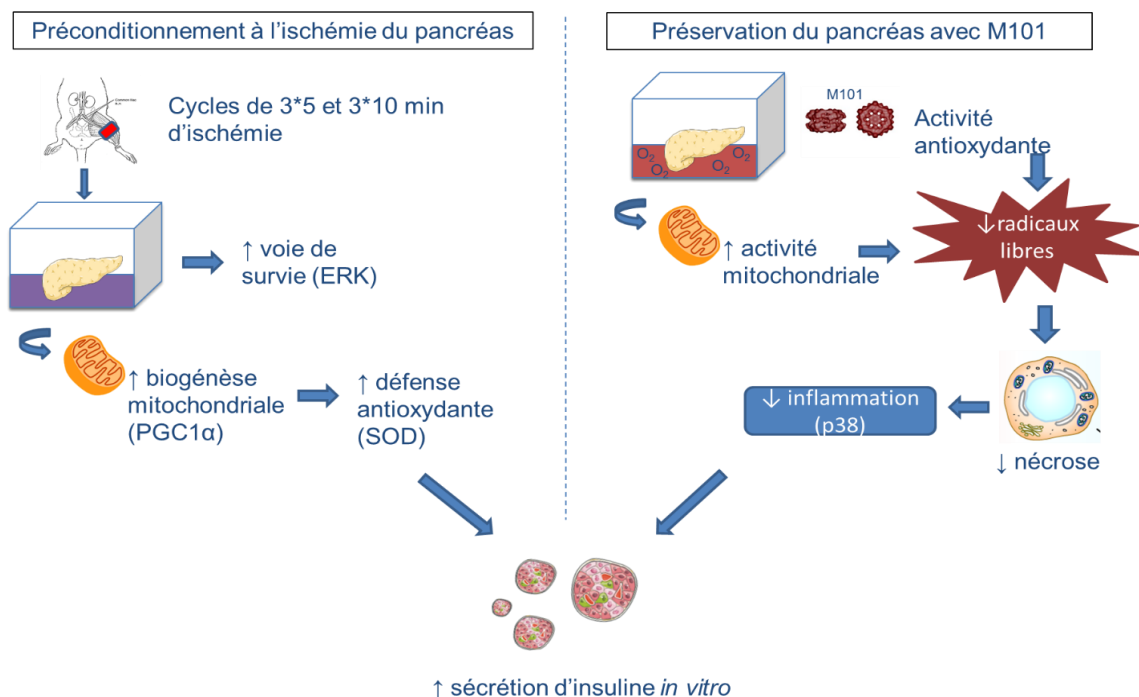 Préconditionnement à l'ischémie du pancréas
Cycles de 3*5 et 3*10 min
d'ischémie
↑ voie de
survie (ERK)
↑ biogénèse
mitochondriale
(PGC1α)
↑ défense
antioxydante
(SOD)
Préservation du pancréas avec M101
M101
Activité
antioxydante
O2
O2
O2
O2
↑ activité
mitochondriale
↓radicaux
libres
↓ inflammation
(p38)
↓ nécrose
↑ sécrétion d'insuline in vitro